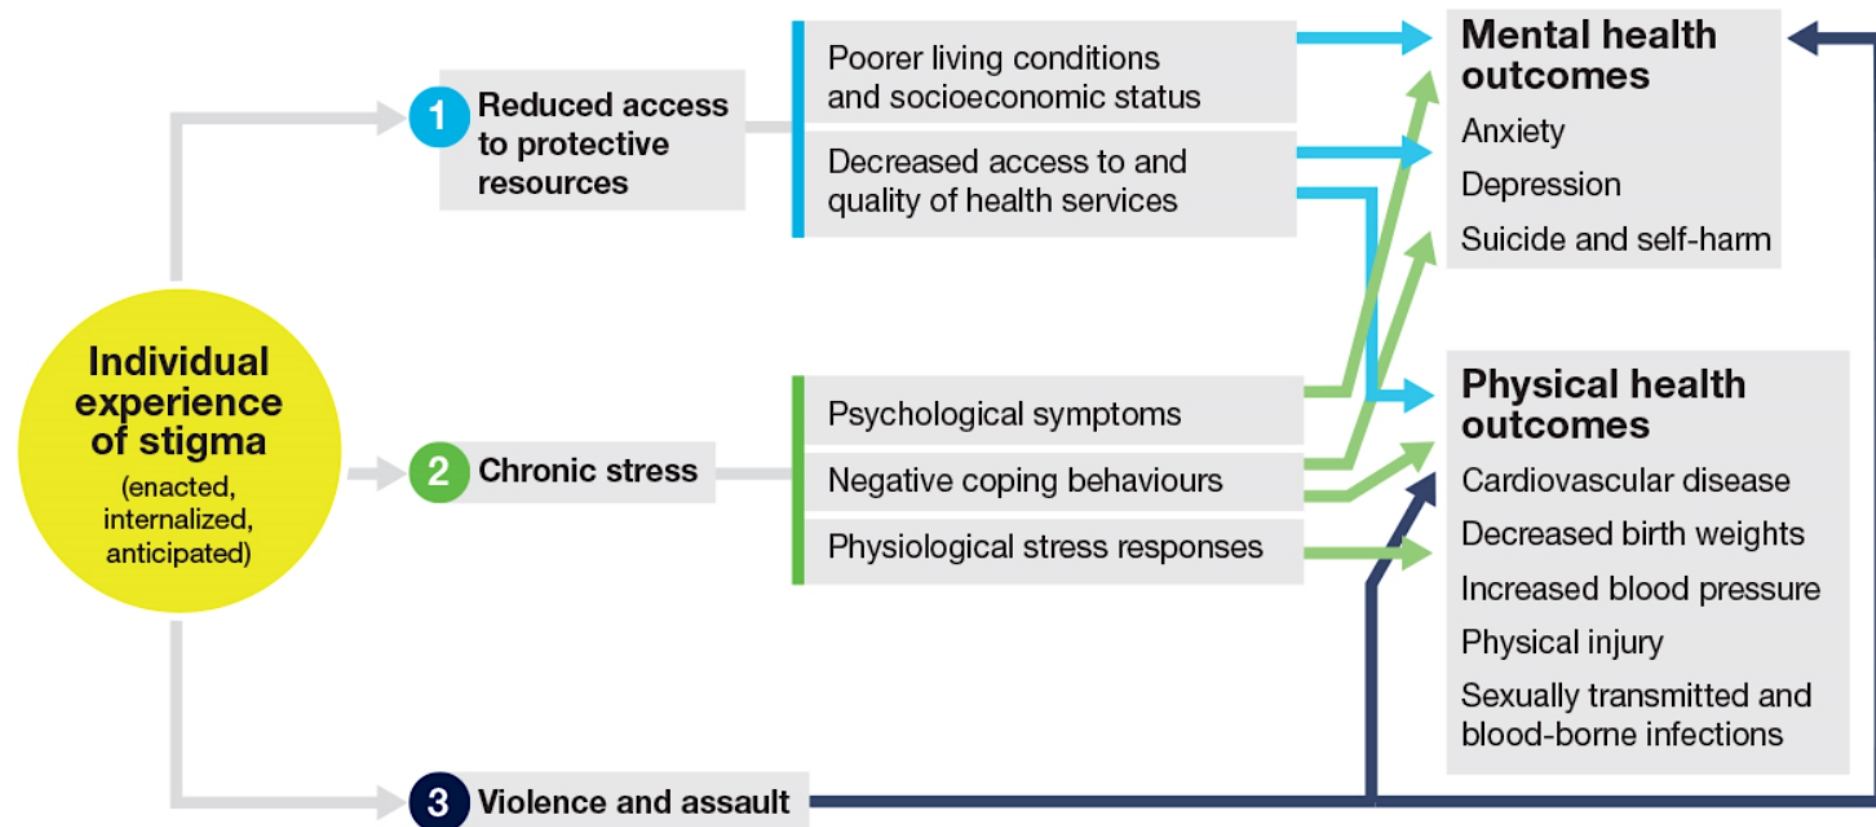 Individual
experience
of stigma
(enacted,
internalized,
anticipated)
1
Reduced access
to protective
resources
Poorer living conditions
and socioeconomic status
Decreased access to and
quality of health services
2
Chronic stress
Psychological symptoms
Negative coping behaviours
Physiological stress responses
3
Violence and assault
Mental health
outcomes
Anxiety
Depression
Suicide and self-harm
Physical health
outcomes
Cardiovascular disease
Decreased birth weights
Increased blood pressure
Physical injury
Sexually transmitted and
blood-borne infections